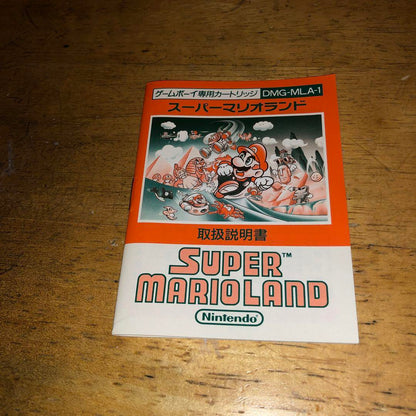 ゲームボーイ専用カートリッジ DMG-MLA-1
スーパーマリオランド
取扱説明書
SUPER™
MARIOLAND
Nintendo